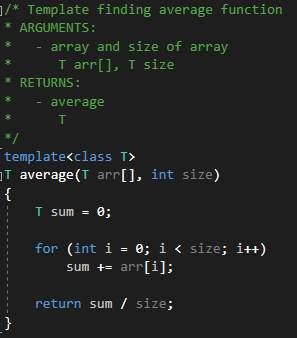 /* Template finding average function
* ARGUMENTS:
*   - array and size of array
*      T arr[], T size
* RETURNS:
*   - average
*      T
*/
template<class T>
T average(T arr[], int size)
{
    T sum = 0;
    for (int i = 0; i < size; i++)
        sum += arr[i];
    return sum / size;
}